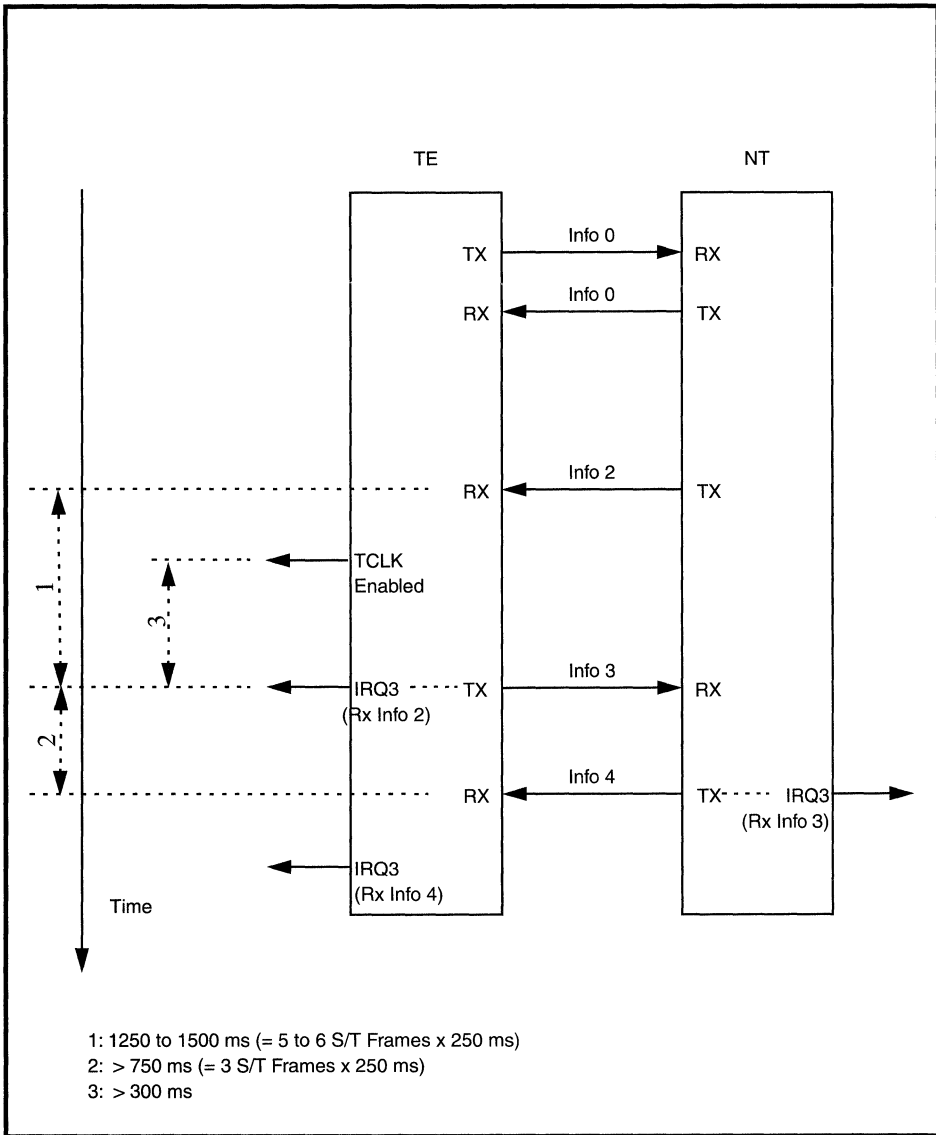 TE NT
TX Info 0 RX
RX Info 0 TX
RX Info 2 TX
TCLK
Enabled
1
3
IRQ3 TX Info 3 RX
(Rx Info 2)
2
RX Info 4 TX IRQ3
(Rx Info 3)
IRQ3
(Rx Info 4)
Time
1: 1250 to 1500 ms (= 5 to 6 S/T Frames x 250 ms)
2: > 750 ms (= 3 S/T Frames x 250 ms)
3: > 300 ms